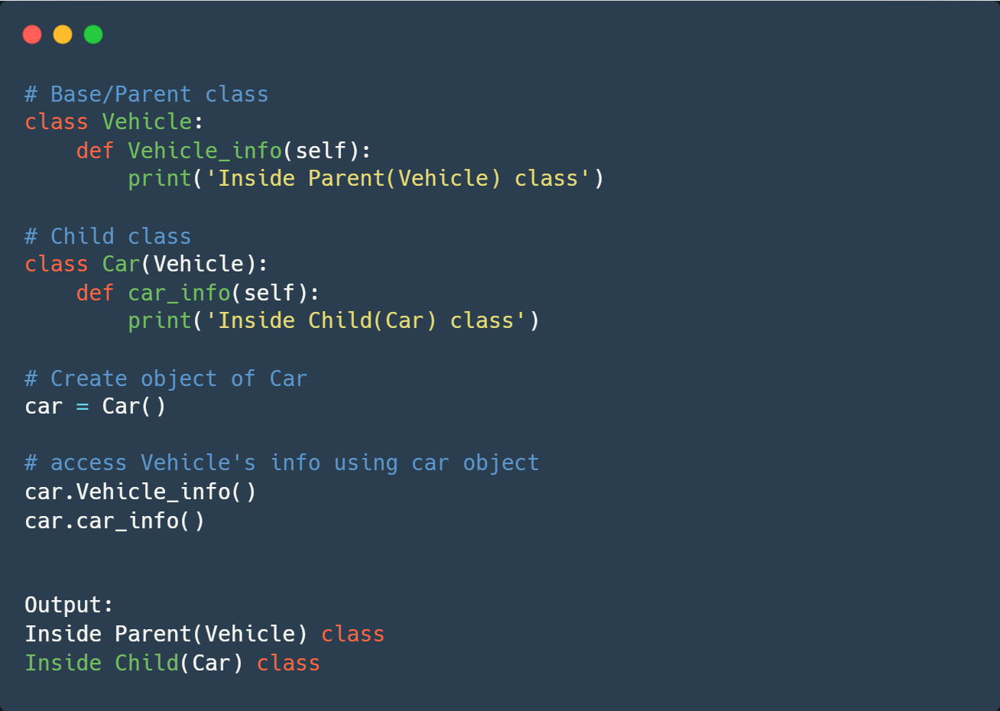 # Base/Parent class
class Vehicle:
    def Vehicle_info(self):
        print('Inside Parent(Vehicle) class')

# Child class
class Car(Vehicle):
    def car_info(self):
        print('Inside Child(Car) class')

# Create object of Car
car = Car()

# access Vehicle's info using car object
car.Vehicle_info()
car.car_info()


Output:
Inside Parent(Vehicle) class
Inside Child(Car) class